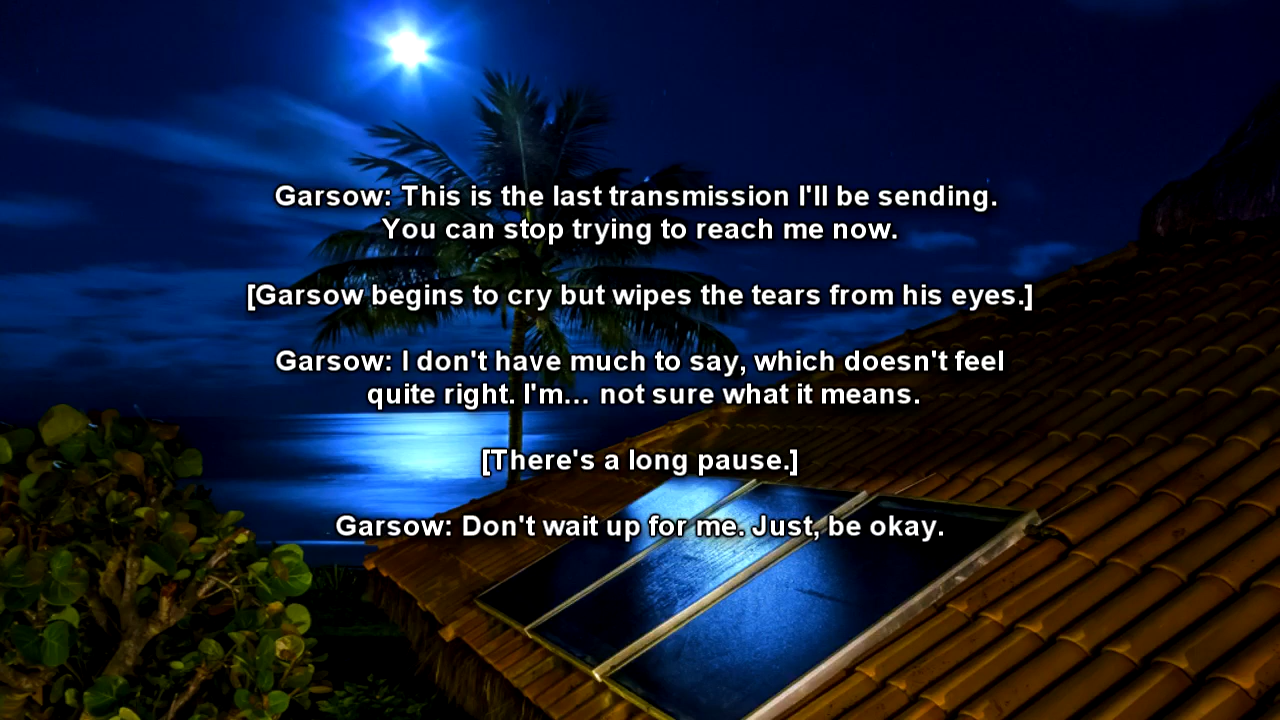 Garsow: This is the last transmission I'll be sending.
You can stop trying to reach me now.
[Garsow begins to cry but wipes the tears from his eyes.]
Garsow: I don't have much to say, which doesn't feel
quite right. I'm... not sure what it means.
[There's a long pause.]
Garsow: Don't wait up for me. Just, be okay.